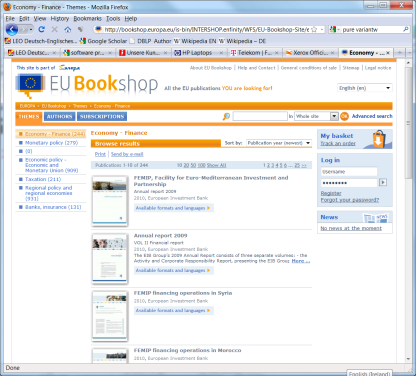 Economy - Finance - Themes - Mozilla Firefox
File Edit View History Bookmarks Tools Help
http://bookshop.europa.eu/is-bin/INTERSHOP.enfinity/WFS/EU-Bookshop-Site/
pure variantw
LEO Deutsch-Englisches... Google Scholar DBLP Author W Wikipedia EN W Wikipedia – DE
LEO Deutsc... software pr... Unsere Kun... HP Laptops Telekom | T... Xerox Offic... Economy -...
This site is part of Europa
About EU Bookshop | Help and Contact | General conditions of sale | Sitemap | Legal notice
EU Bookshop
All the EU publications YOU are looking for!
English (en)
EUROPA > EU Bookshop > Themes > Economy - Finance
THEMES AUTHORS SUBSCRIPTIONS
in Whole site Advanced search
Economy - Finance (244)
Monetary policy (279)
(0)
Economic policy - Economic and Monetary Union (909)
Taxation (211)
Regional policy and regional economies (931)
Banks, insurance (131)
Economy - Finance
Browse results
Sort by: Publication year (newest)
Print | Send by e-mail
Publications 1-10 of 244 10 20 50 100 Show All 1 2 3 4 5 6 ... 25
FEMIP, Facility for Euro-Mediterranean Investment and Partnership
Annual report 2009
2010, European Investment Bank
Available formats and languages
Annual report 2009
VOL II Financial report
2010, European Investment Bank
The EIB Group's 2009 Annual Report consists of three separate volumes: - the Activity and Corporate Responsibility Report, presenting the EIB Group More ...
Available formats and languages
FEMIP financing operations in Syria
2010, European Investment Bank
Available formats and languages
FEMIP financing operations in Morocco
2010, European Investment Bank
My basket
Track an order
Log in
Username
********
Register
Forgot your password?
News
No news at the moment
Done
English (Ireland)